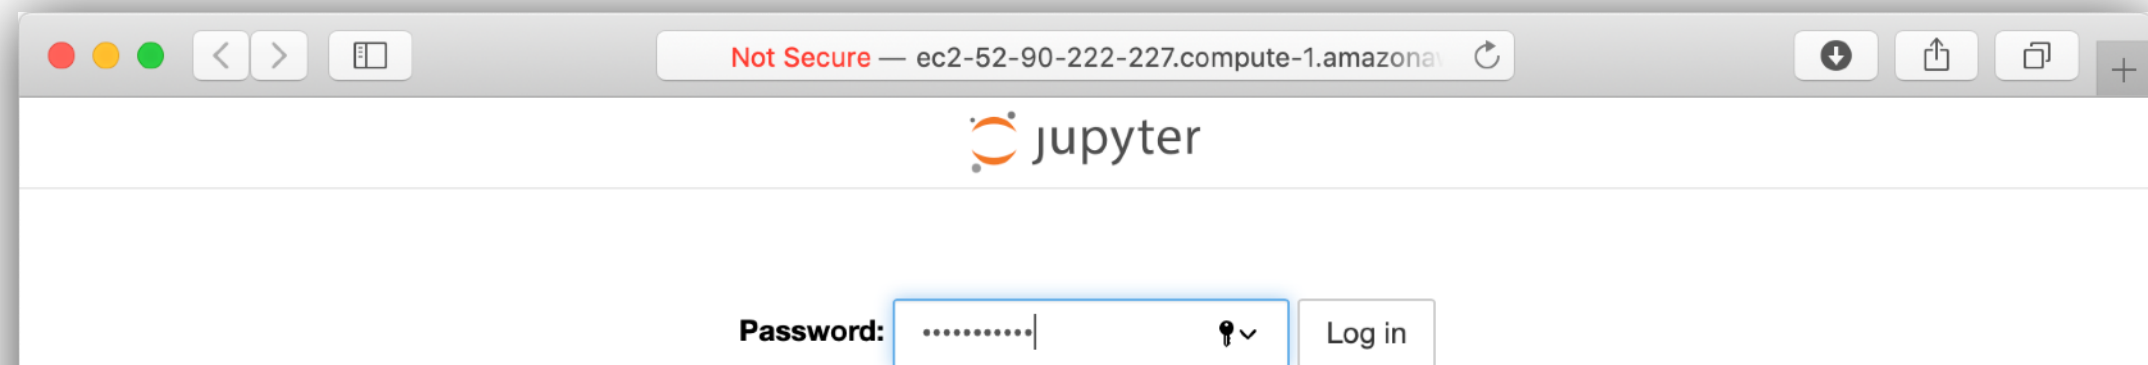 Not Secure — ec2-52-90-222-227.compute-1.amazona
jupyter
Password: ••••••••••• Log in